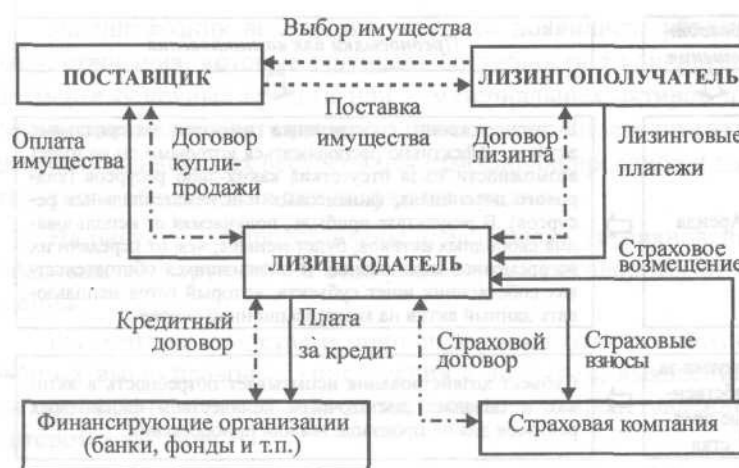 Выбор имущества
ПОСТАВЩИК
ЛИЗИНГОПОЛУЧАТЕЛЬ
Поставка
имущества
Оплата
имущества
Договор
купли-
продажи
Договор
лизинга
Лизинговые
платежи
ЛИЗИНГОДАТЕЛЬ
Страховое
возмещение
Кредитный
договор
Плата
за кредит
Страховой
договор
Страховые
взносы
Финансирующие организации
(банки, фонды и т.п.)
Страховая компания